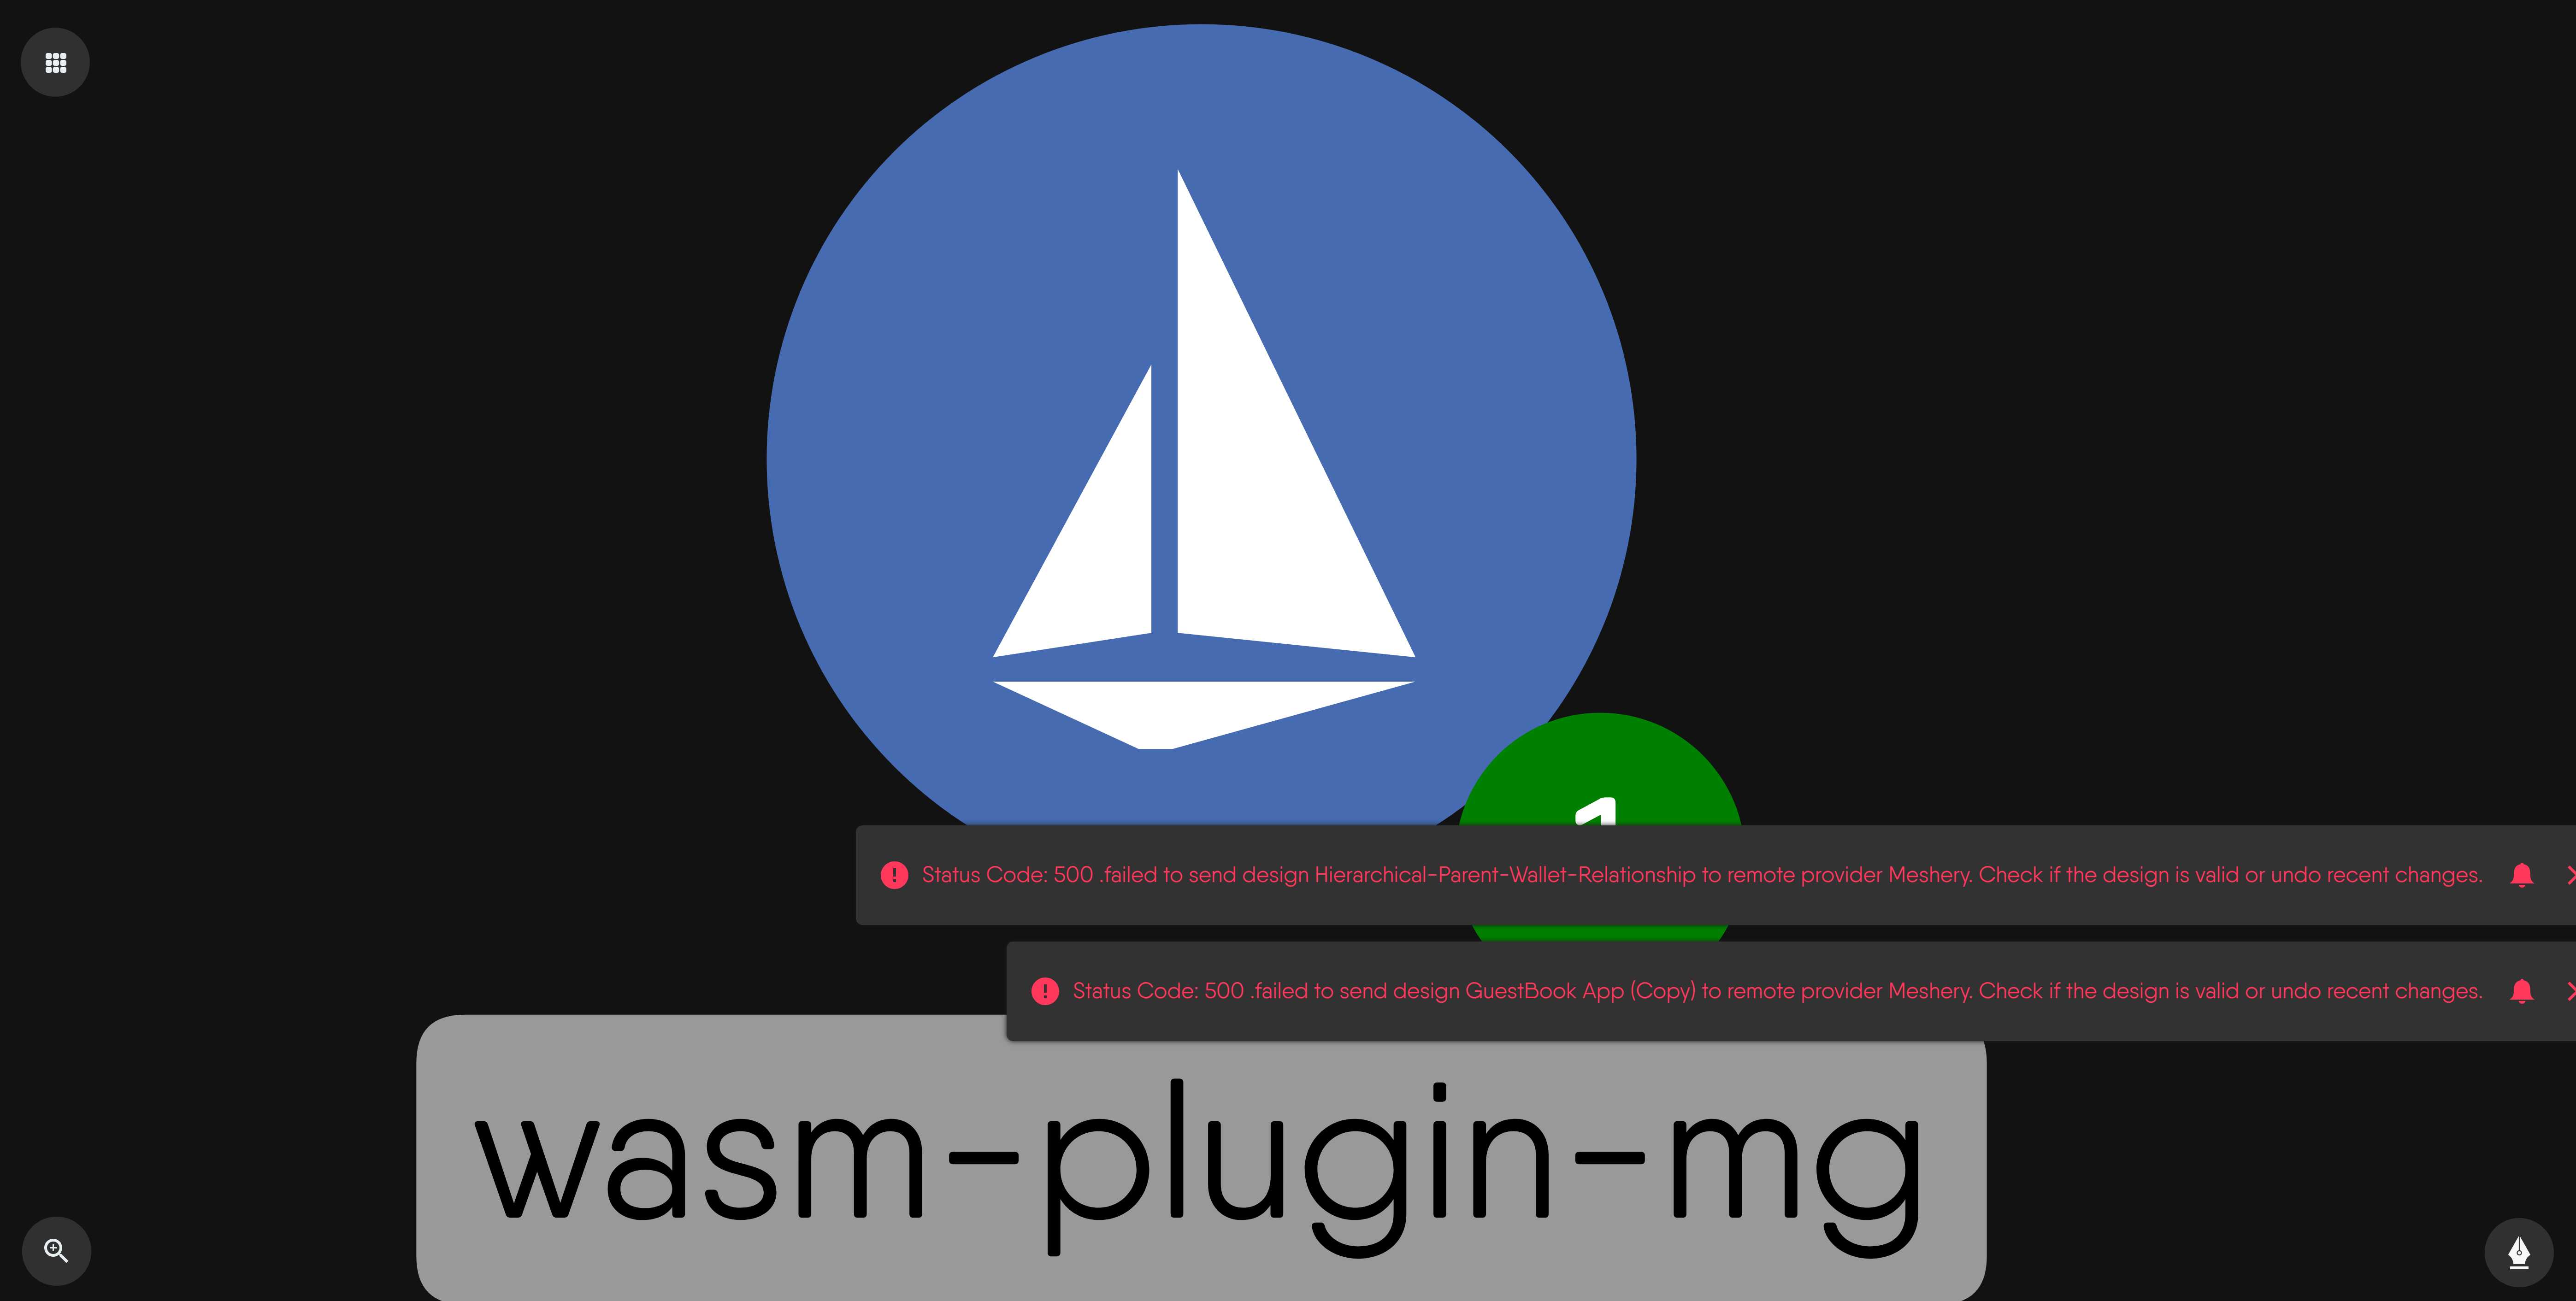 1
Status Code: 500 .failed to send design Hierarchical-Parent-Wallet-Relationship to remote provider Meshery. Check if the design is valid or undo recent changes.
Status Code: 500 .failed to send design GuestBook App (Copy) to remote provider Meshery. Check if the design is valid or undo recent changes.
wasm-plugin-mg